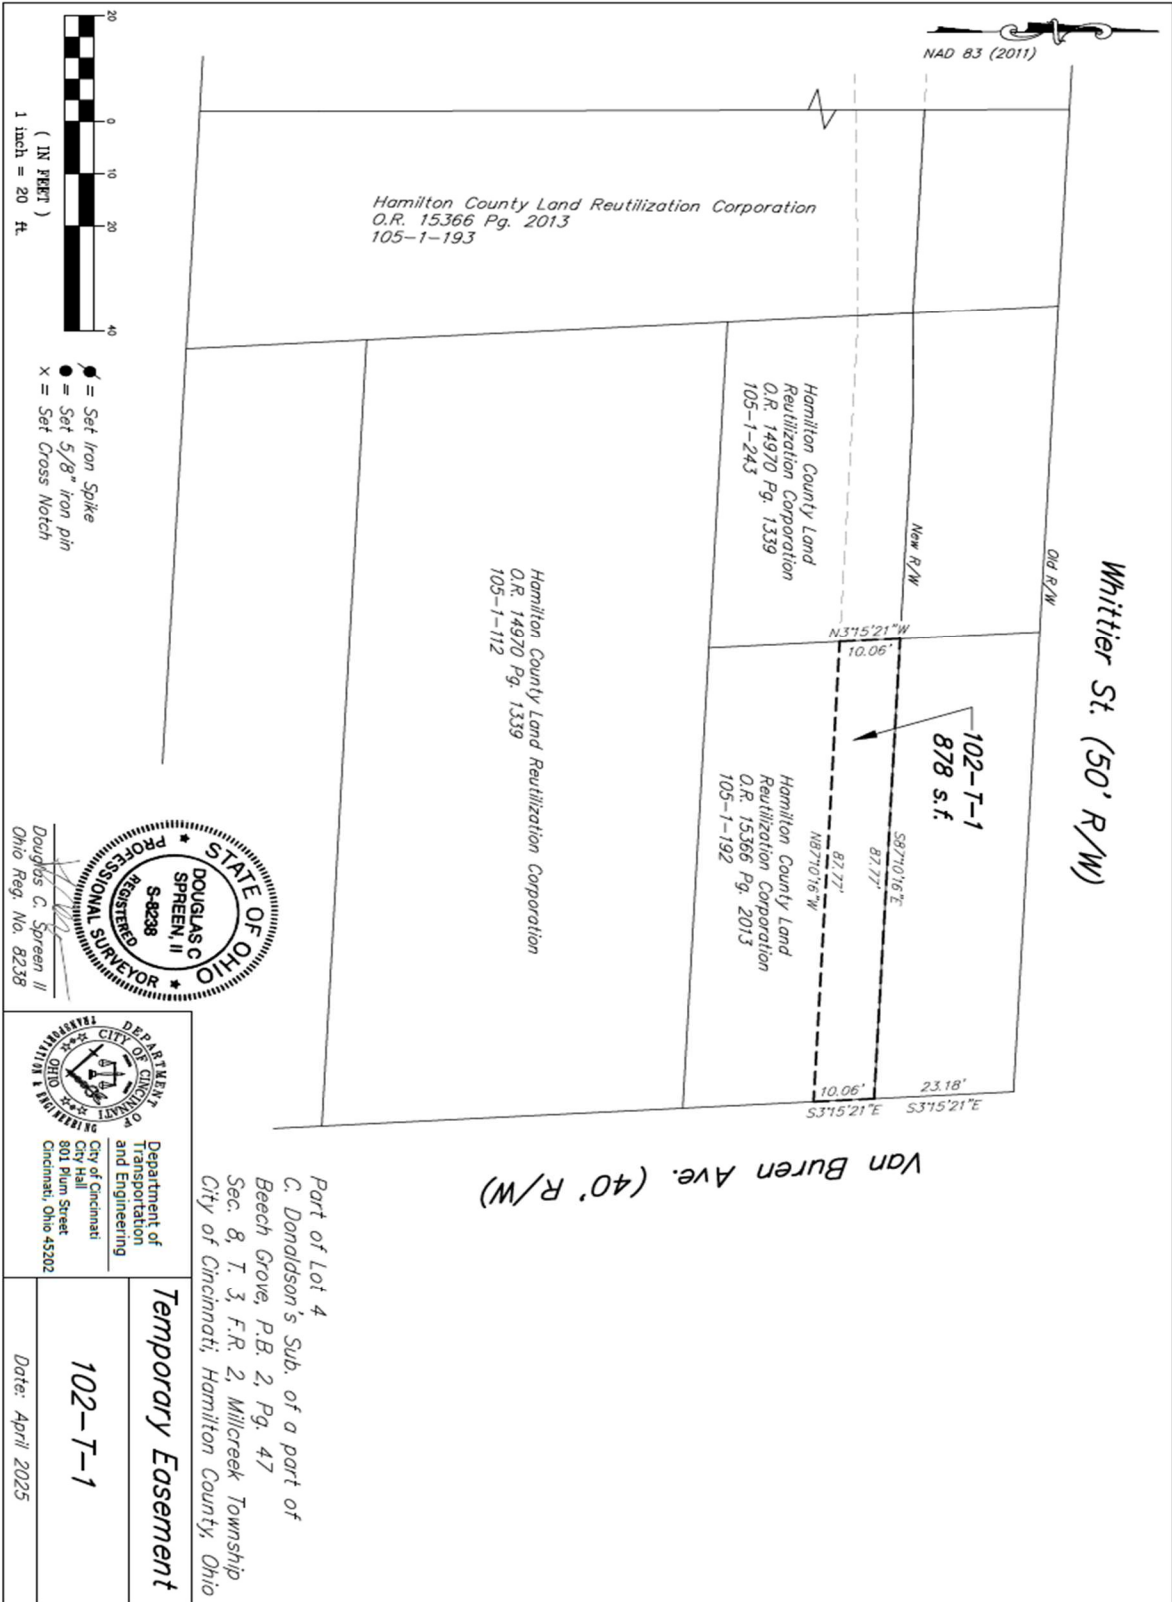 NAD 83 (2011)
Whittier St. (50' R/W)
Old R/W
New R/W
Hamilton County Land Reutilization Corporation
O.R. 15366 Pg. 2013
105-1-193
Hamilton County Land
Reutilization Corporation
O.R. 14970 Pg. 1339
105-1-243
102-T-1
878 s.f.
N3°15'21"W
10.06'
S87°10'16"E
87.77'
87.77'
N87°10'16"W
10.06'
S3°15'21"E
23.18'
S3°15'21"E
Hamilton County Land
Reutilization Corporation
O.R. 15366 Pg. 2013
105-1-192
Hamilton County Land Reutilization Corporation
O.R. 14970 Pg. 1339
105-1-112
Van Buren Ave. (40' R/W)
20 0 10 20 40
( IN FEET )
1 inch = 20 ft.
= Set Iron Spike
= Set 5/8" iron pin
x = Set Cross Notch
STATE OF OHIO
DOUGLAS C
SPREEN, II
S-8238
REGISTERED
PROFESSIONAL SURVEYOR
Douglas C. Spreen II
Ohio Reg. No. 8238
Part of Lot 4
C. Donaldson's Sub. of a part of
Beech Grove, P.B. 2, Pg. 47
Sec. 8, T. 3, F.R. 2, Millcreek Township
City of Cincinnati, Hamilton County, Ohio
DEPARTMENT OF
TRANSPORTATION & ENGINEERING
CITY OF CINCINNATI
OHIO
Department of
Transportation
and Engineering
City of Cincinnati
City Hall
801 Plum Street
Cincinnati, Ohio 45202
Temporary Easement
102-T-1
Date: April 2025